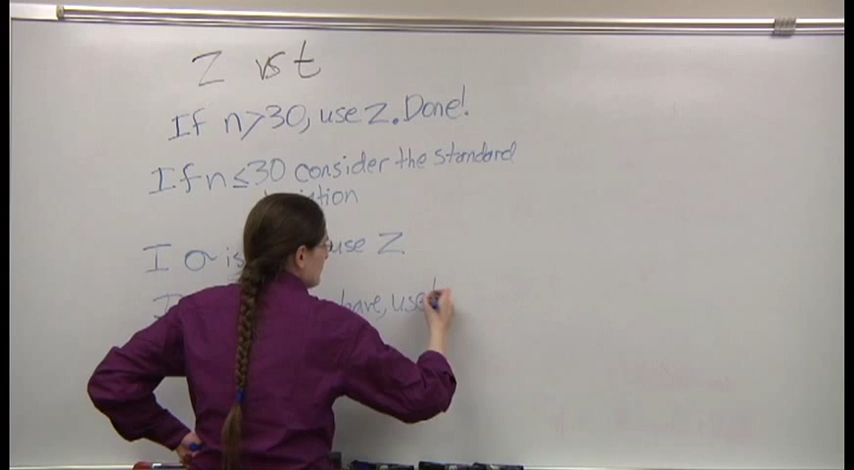 Z vs t
If n>30, use Z. Done!
If n≤30 consider the standard
I σ is use Z
have, use t